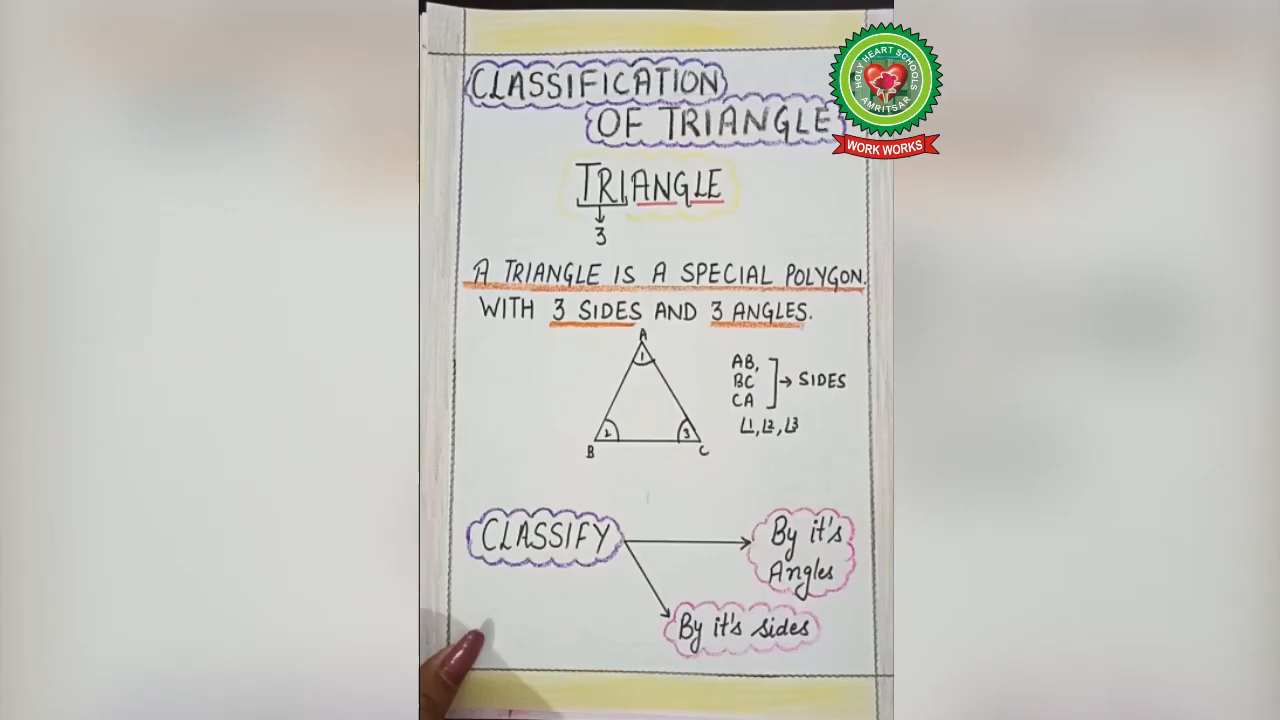 CLASSIFICATION
OF TRIANGLE
HOLY HEART SCHOOLS
AMRITSAR
WORK WORKS
TRIANGLE
3
A TRIANGLE IS A SPECIAL POLYGON.
WITH 3 SIDES AND 3 ANGLES.
A
1
2
3
B
C
AB,
BC
CA
→ SIDES
∠1, ∠2, ∠3
CLASSIFY
By it's
Angles
By it's sides